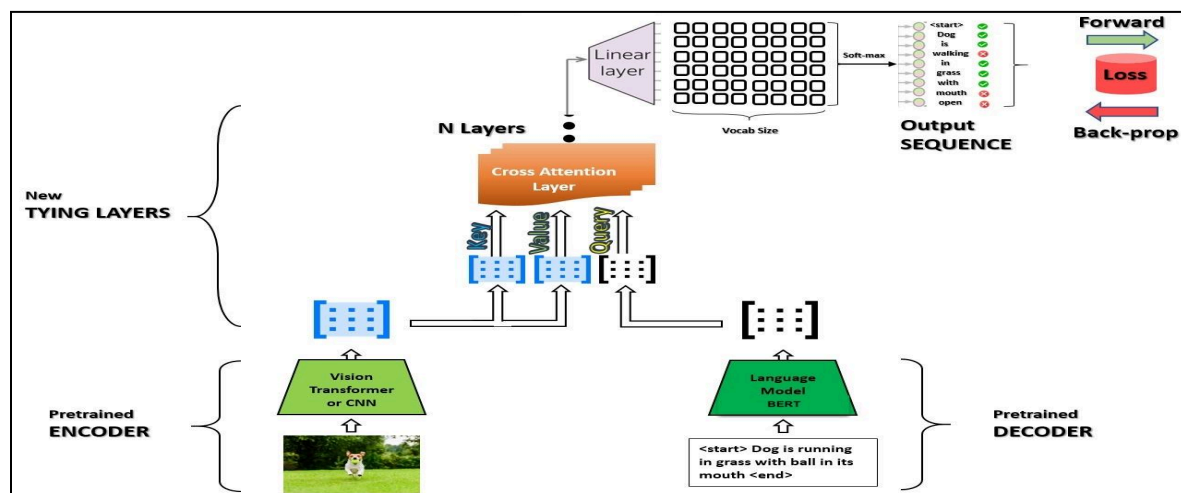 Forward
Loss
Back-prop
Linear
layer
Vocab Size
Soft-max
<start>
Dog
is
walking
in
grass
with
mouth
open
Output
SEQUENCE
N Layers
Cross Attention
Layer
Key
Value
Query
New
TYING LAYERS
Vision
Transformer
or CNN
Language
Model
BERT
Pretrained
ENCODER
<start> Dog is running
in grass with ball in its
mouth <end>
Pretrained
DECODER